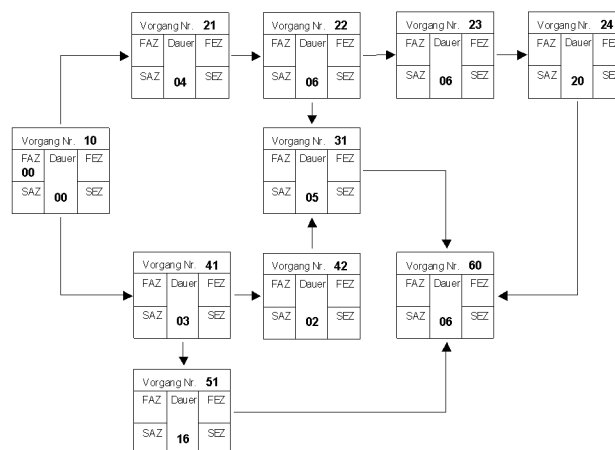 Vorgang Nr. 21
FAZ Dauer FEZ
SAZ 04 SEZ
Vorgang Nr. 22
FAZ Dauer FEZ
SAZ 06 SEZ
Vorgang Nr. 23
FAZ Dauer FEZ
SAZ 06 SEZ
Vorgang Nr. 24
FAZ Dauer FEZ
SAZ 20 SEZ
Vorgang Nr. 10
FAZ Dauer FEZ
00
SAZ 00 SEZ
Vorgang Nr. 31
FAZ Dauer FEZ
SAZ 05 SEZ
Vorgang Nr. 41
FAZ Dauer FEZ
SAZ 03 SEZ
Vorgang Nr. 42
FAZ Dauer FEZ
SAZ 02 SEZ
Vorgang Nr. 60
FAZ Dauer FEZ
SAZ 06 SEZ
Vorgang Nr. 51
FAZ Dauer FEZ
SAZ 16 SEZ